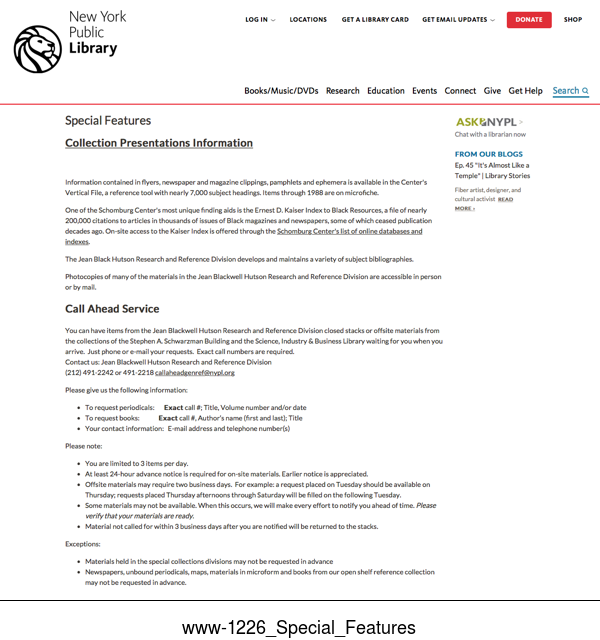 New York
Public
Library
LOG IN
LOCATIONS
GET A LIBRARY CARD
GET EMAIL UPDATES
DONATE
SHOP
Books/Music/DVDs Research Education Events Connect Give Get Help Search
Special Features
Collection Presentations Information
Information contained in flyers, newspaper and magazine clippings, pamphlets and ephemera is available in the Center's
Vertical File, a reference tool with nearly 7,000 subject headings. Items through 1988 are on microfiche.
One of the Schomburg Center's most unique finding aids is the Ernest D. Kaiser Index to Black Resources, a file of nearly
200,000 citations to articles in thousands of issues of Black magazines and newspapers, some of which ceased publication
decades ago. On-site access to the Kaiser Index is offered through the Schomburg Center's list of online databases and
indexes.
The Jean Black Hutson Research and Reference Division develops and maintains a variety of subject bibliographies.
Photocopies of many of the materials in the Jean Blackwell Hutson Research and Reference Division are accessible in person
or by mail.
Call Ahead Service
You can have items from the Jean Blackwell Hutson Research and Reference Division closed stacks or offsite materials from
the collections of the Stephen A. Schwarzman Building and the Science, Industry & Business Library waiting for you when you
arrive. Just phone or e-mail your requests. Exact call numbers are required.
Contact us: Jean Blackwell Hutson Research and Reference Division
(212) 491-2242 or 491-2218 callaheadgenref@nypl.org
Please give us the following information:
• To request periodicals: Exact call #; Title, Volume number and/or date
• To request books: Exact call #, Author's name (first and last); Title
• Your contact information: E-mail address and telephone number(s)
Please note:
• You are limited to 3 items per day.
• At least 24-hour advance notice is required for on-site materials. Earlier notice is appreciated.
• Offsite materials may require two business days. For example: a request placed on Tuesday should be available on
Thursday; requests placed Thursday afternoons through Saturday will be filled on the following Tuesday.
• Some materials may not be available. When this occurs, we will make every effort to notify you ahead of time. Please
verify that your materials are ready.
• Material not called for within 3 business days after you are notified will be returned to the stacks.
Exceptions:
• Materials held in the special collections divisions may not be requested in advance
• Newspapers, unbound periodicals, maps, materials in microform and books from our open shelf reference collection
may not be requested in advance.
ASK NYPL >
Chat with a librarian now
FROM OUR BLOGS
Ep. 45 "It's Almost Like a
Temple" | Library Stories
Fiber artist, designer, and
cultural activist READ
MORE ›
www-1226_Special_Features